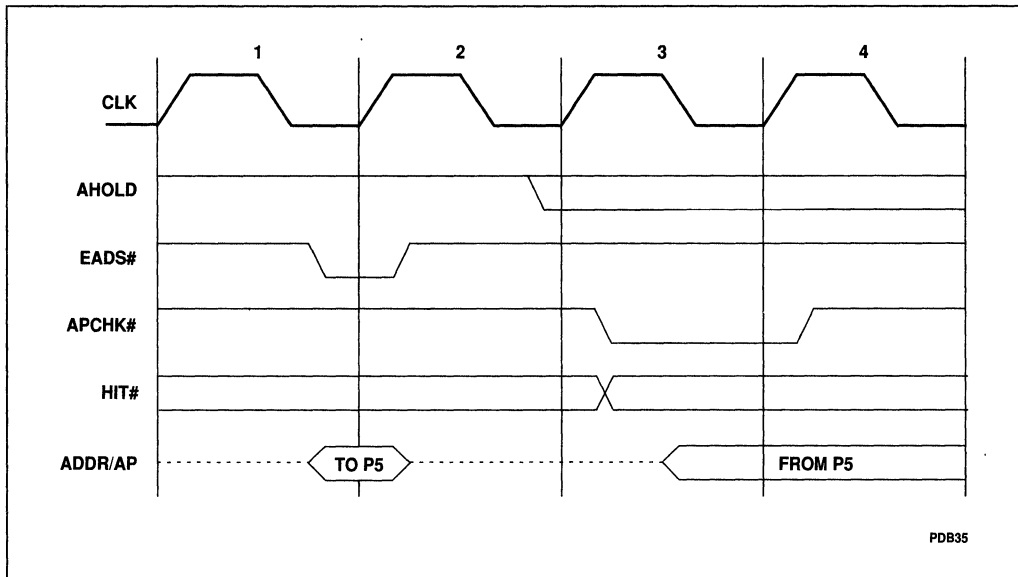 1 2 3 4
CLK
AHOLD
EADS#
APCHK#
HIT#
ADDR/AP TO P5 FROM P5
PDB35